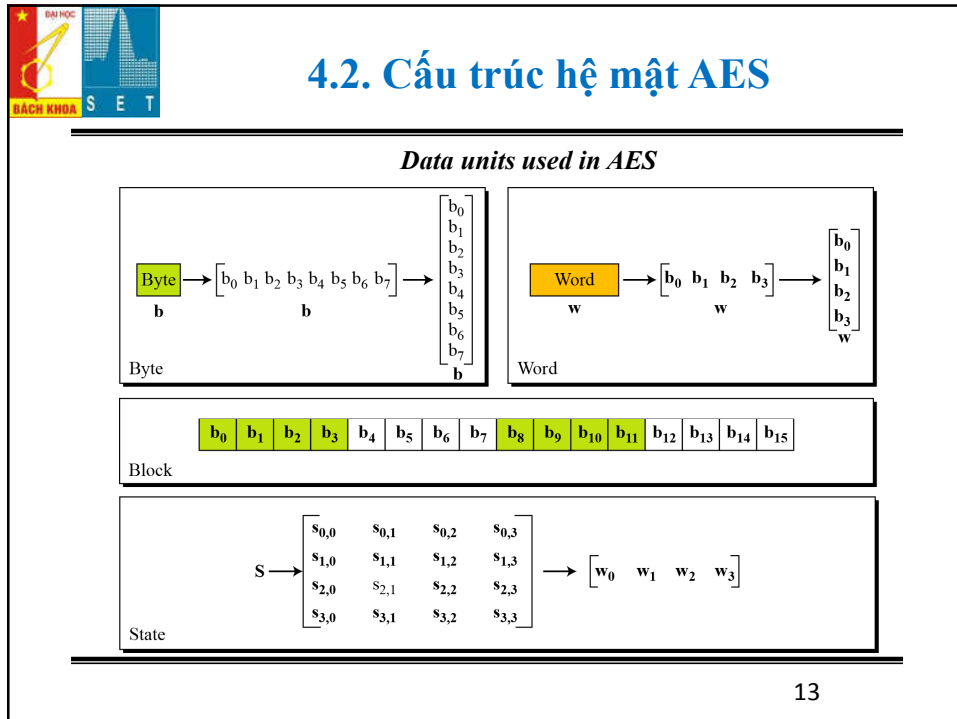 ĐẠI HỌC
BÁCH KHOA
S E T
4.2. Cấu trúc hệ mật AES
Data units used in AES
Byte
b
b0 b1 b2 b3 b4 b5 b6 b7
b
b0
b1
b2
b3
b4
b5
b6
b7
b
Byte
Word
w
b0 b1 b2 b3
w
b0
b1
b2
b3
w
Word
b0 b1 b2 b3 b4 b5 b6 b7 b8 b9 b10 b11 b12 b13 b14 b15
Block
S
s0,0 s0,1 s0,2 s0,3
s1,0 s1,1 s1,2 s1,3
s2,0 s2,1 s2,2 s2,3
s3,0 s3,1 s3,2 s3,3
w0 w1 w2 w3
State
13